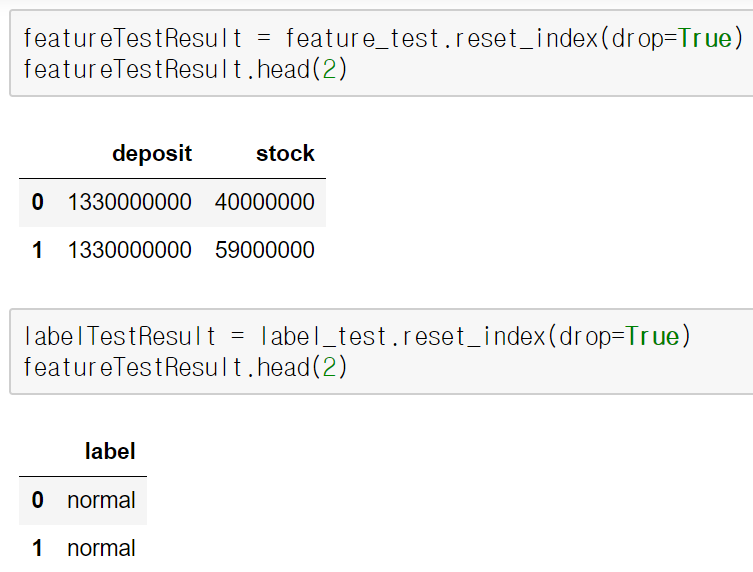 featureTestResult = feature_test.reset_index(drop=True)
featureTestResult.head(2)
deposit stock
0 1330000000 40000000
1 1330000000 59000000
labelTestResult = label_test.reset_index(drop=True)
featureTestResult.head(2)
label
0 normal
1 normal